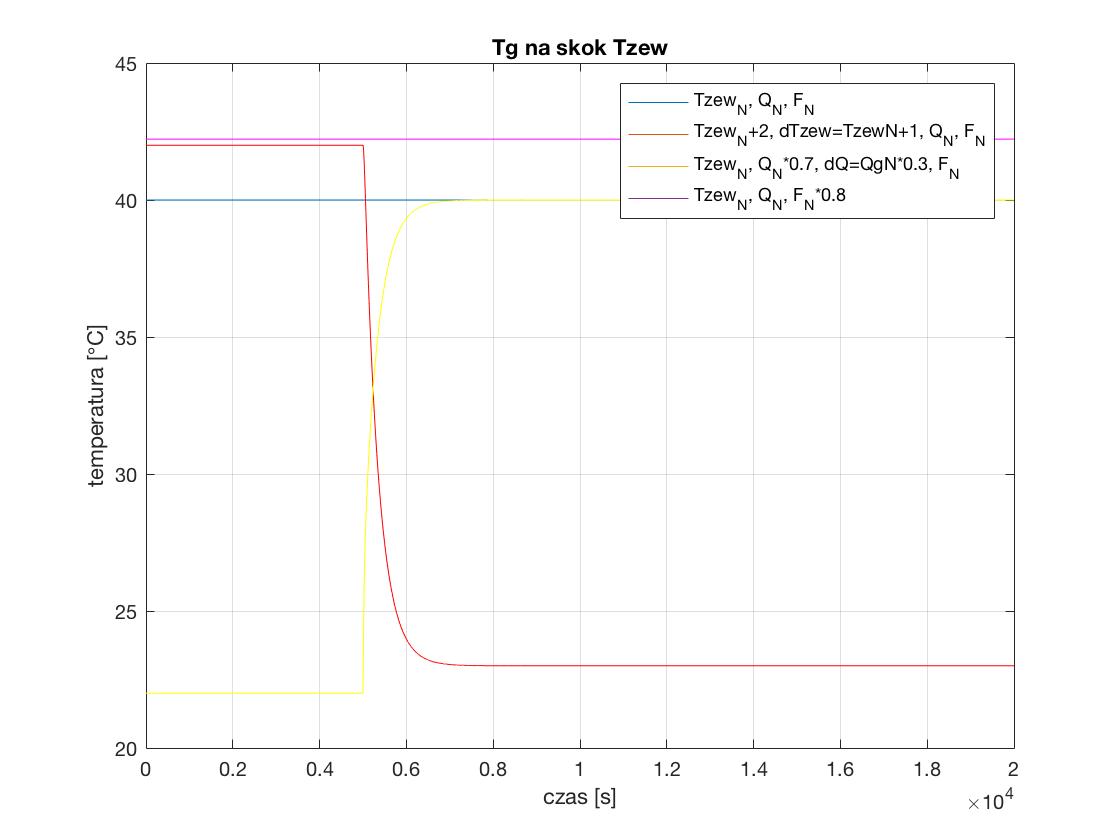 Tg na skok Tzew
45
40
35
30
25
20
temperatura [°C]
TzewN, QN, FN
TzewN+2, dTzew=TzewN+1, QN, FN
TzewN, QN*0.7, dQ=QgN*0.3, FN
TzewN, QN, FN*0.8
0 0.2 0.4 0.6 0.8 1 1.2 1.4 1.6 1.8 2
czas [s]
×10^4